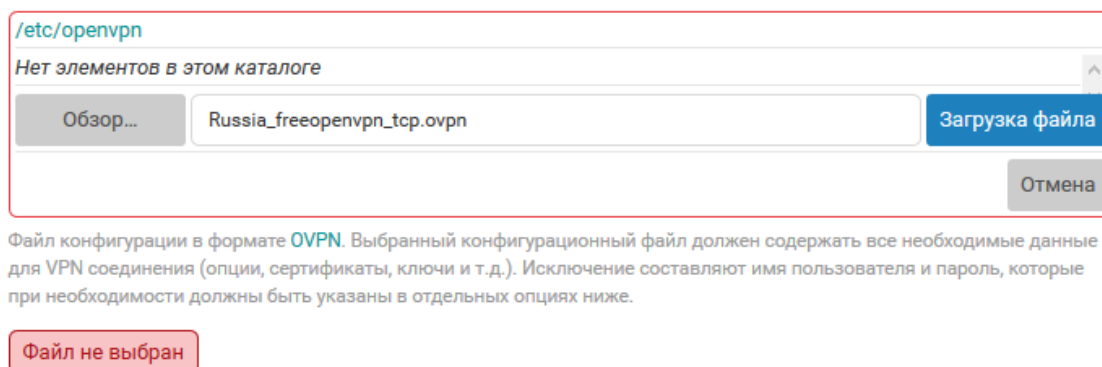 /etc/openvpn
Нет элементов в этом каталоге
Обзор... Russia_freeopenvpn_tcp.ovpn Загрузка файла
Отмена
Файл конфигурации в формате OVPN. Выбранный конфигурационный файл должен содержать все необходимые данные
для VPN соединения (опции, сертификаты, ключи и т.д.). Исключение составляют имя пользователя и пароль, которые
при необходимости должны быть указаны в отдельных опциях ниже.
Файл не выбран